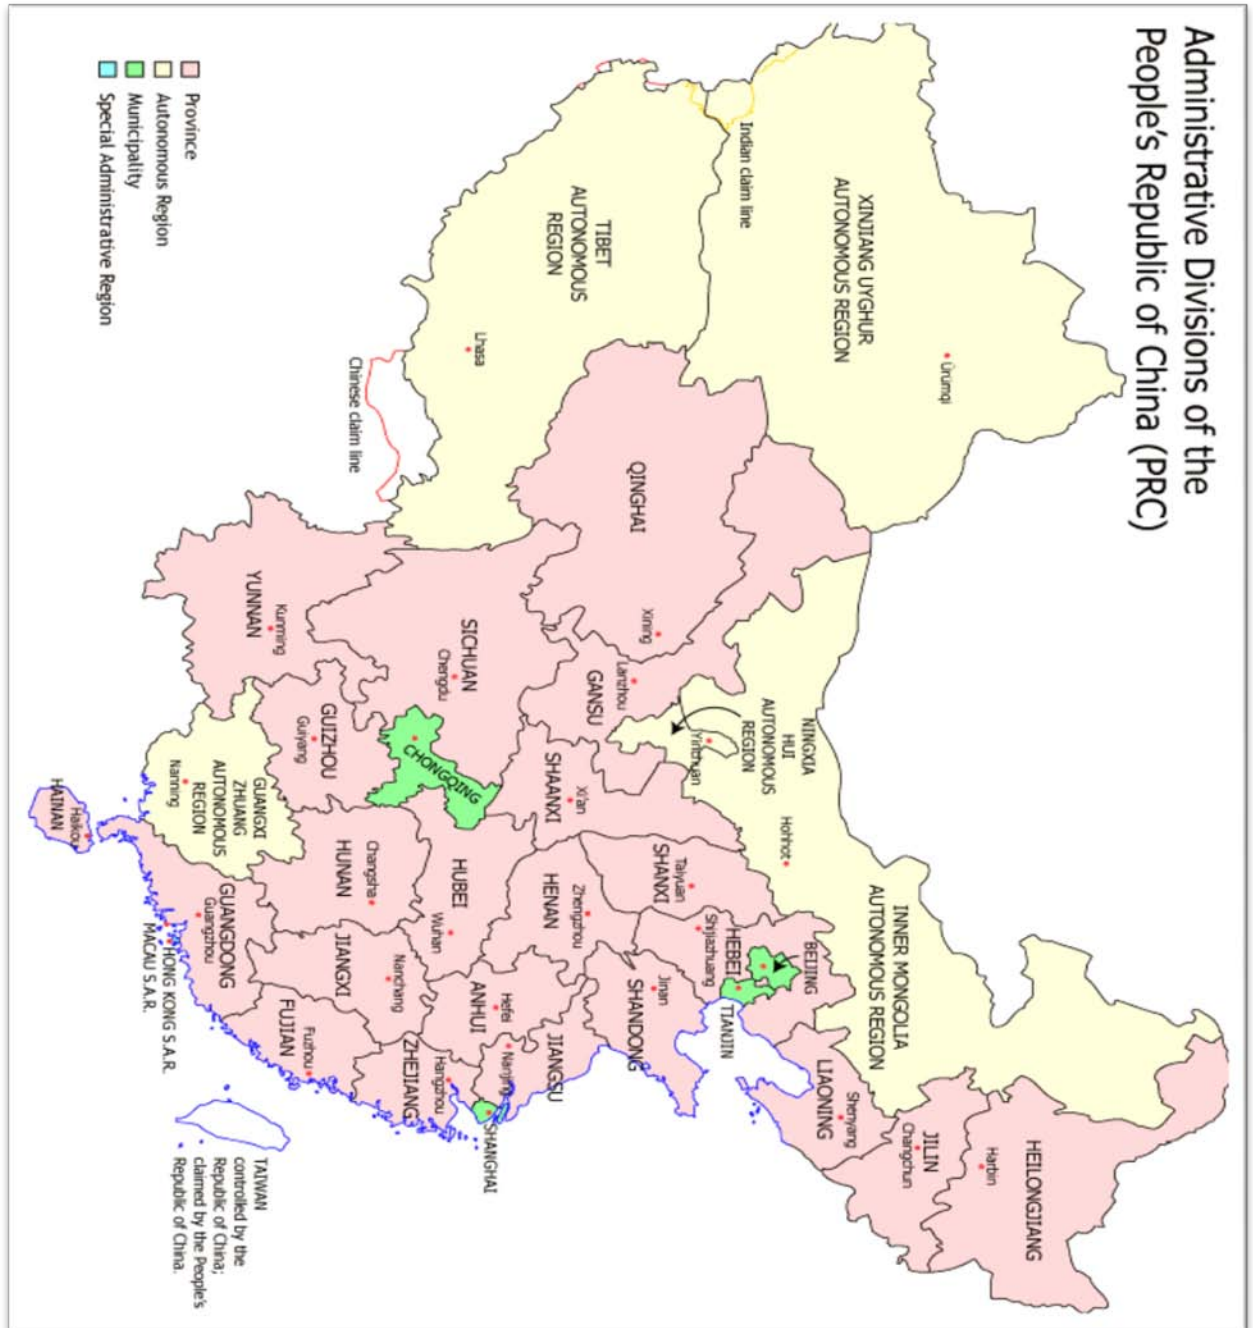 Administrative Divisions of the
People's Republic of China (PRC)
XINJIANG UYGHUR
AUTONOMOUS REGION
Ürümqi
Indian claim line
TIBET
AUTONOMOUS
REGION
Lhasa
Chinese claim line
QINGHAI
Xining
GANSU
Lanzhou
NINGXIA
HUI
AUTONOMOUS
REGION
Yinchuan
INNER MONGOLIA
AUTONOMOUS REGION
Hohhot
HEILONGJIANG
Harbin
JILIN
Changchun
LIAONING
Shenyang
BEIJING
TIANJIN
HEBEI
Shijiazhuang
SHANXI
Taiyuan
SHANDONG
Jinan
SHAANXI
Xi'an
HENAN
Zhengzhou
JIANGSU
Nanjing
ANHUI
Hefei
SHANGHAI
SICHUAN
Chengdu
CHONGQING
HUBEI
Wuhan
ZHEJIANG
Hangzhou
HUNAN
Changsha
JIANGXI
Nanchang
FUJIAN
Fuzhou
GUIZHOU
Guiyang
YUNNAN
Kunming
GUANGXI
ZHUANG
AUTONOMOUS
REGION
Nanning
GUANGDONG
Guangzhou
HONG KONG S.A.R.
MACAU S.A.R.
HAINAN
Haikou
TAIWAN
controlled by the
Republic of China;
claimed by the People's
Republic of China.
Province
Autonomous Region
Municipality
Special Administrative Region